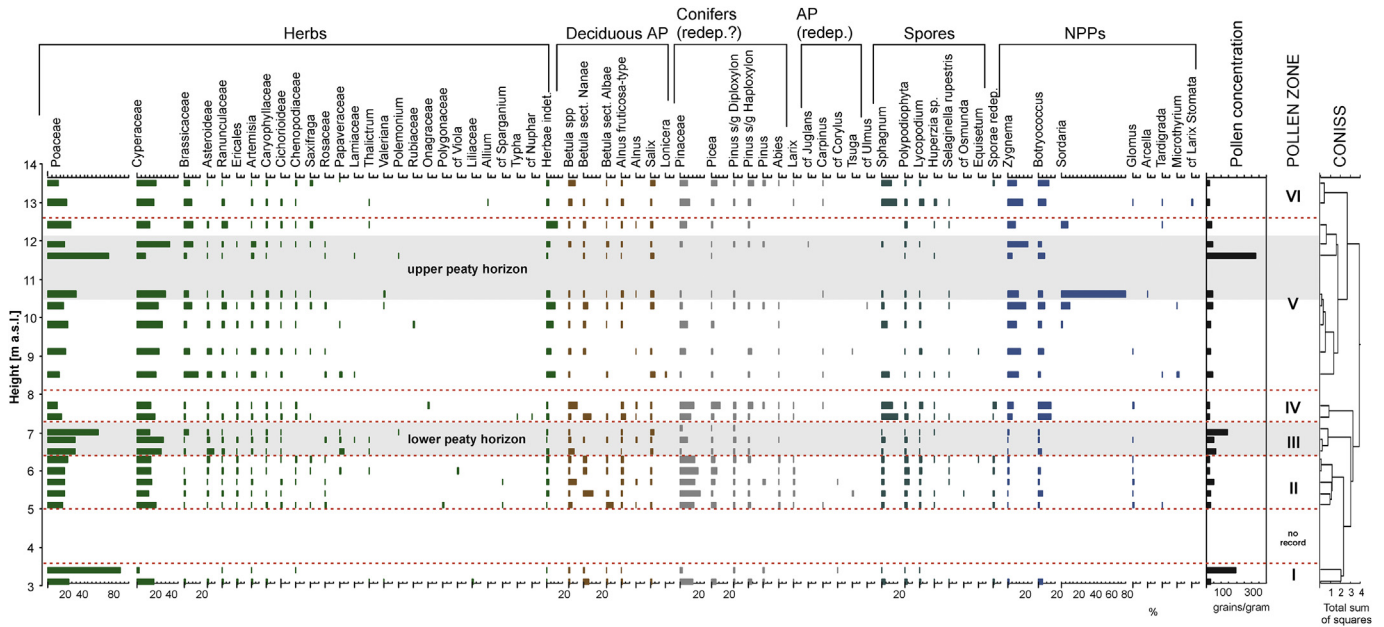 Herbs
Deciduous AP
Conifers
(redep.?)
AP
(redep.)
Spores
NPPs
Poaceae
Cyperaceae
Brassicaceae
Asteroideae
Ranunculaceae
Ericales
Artemisia
Caryophyllaceae
Cichorioideae
Chenopodiaceae
Saxifraga
Rosaceae
Papaveraceae
Lamiaceae
Thalictrum
Valeriana
Polemonium
Rubiaceae
Onagraceae
Polygonaceae
cf Viola
Liliaceae
Allium
cf Sparganium
Typha
cf Nuphar
Herbae indet.
Betula spp
Betula sect. Nanae
Betula sect. Albae
Alnus fruticosa-type
Alnus
Salix
Lonicera
Pinaceae
Picea
Pinus s/g Diploxylon
Pinus s/g Haploxylon
Pinus
Abies
Larix
cf Juglans
Carpinus
cf Corylus
Tsuga
cf Ulmus
Sphagnum
Polypodiophyta
Lycopodium
Huperzia sp.
Selaginella rupestris
cf Osmunda
Equisetum
Sporae redep.
Zygnema
Botryococcus
Sordaria
Glomus
Arcella
Tardigrada
Microthyrium
cf Larix Stomata
Pollen concentration
POLLEN ZONE
CONISS
Height [m a.s.l.]
14
13
12
11
10
9
8
7
6
5
4
3
upper peaty horizon
lower peaty horizon
VI
V
IV
III
II
no
record
I
20 40 80
20 40
20
20
20
20
20
20
20
20 40 60 80
%
100 300
grains/gram
1 2 3 4
Total sum
of squares